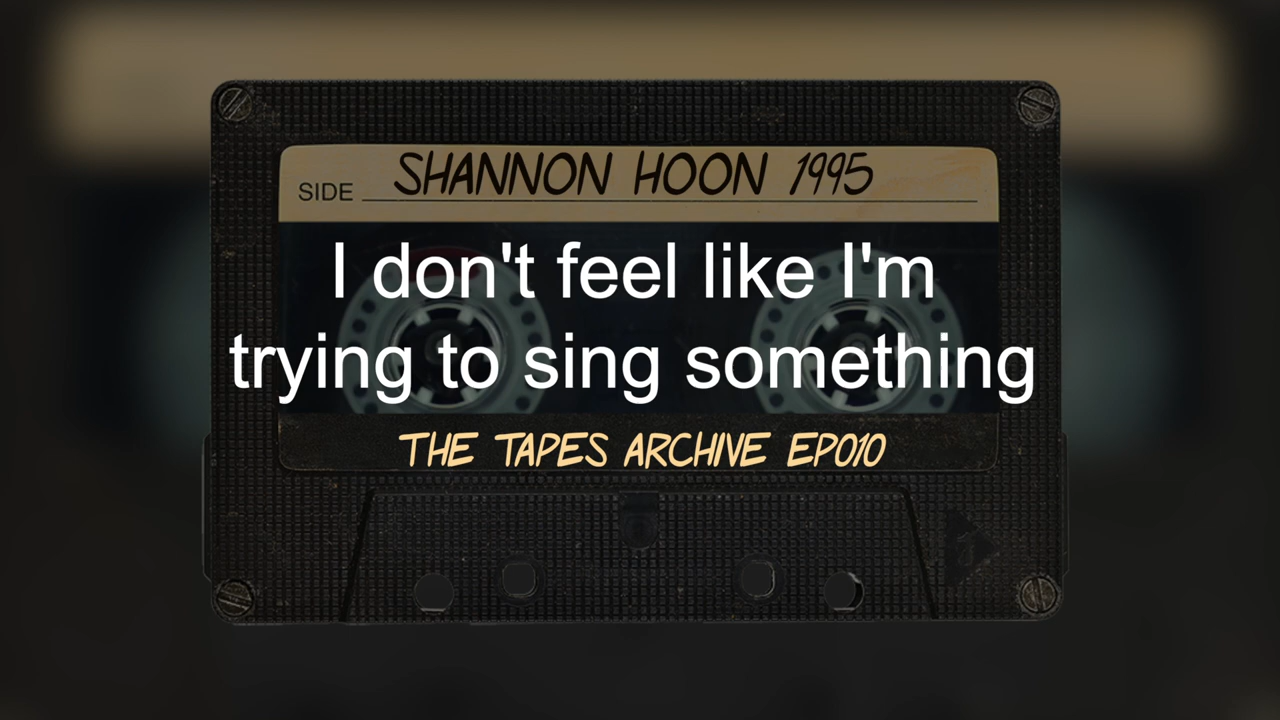 SHANNON HOON 1995
SIDE
I don't feel like I'm
trying to sing something
THE TAPES ARCHIVE EP010